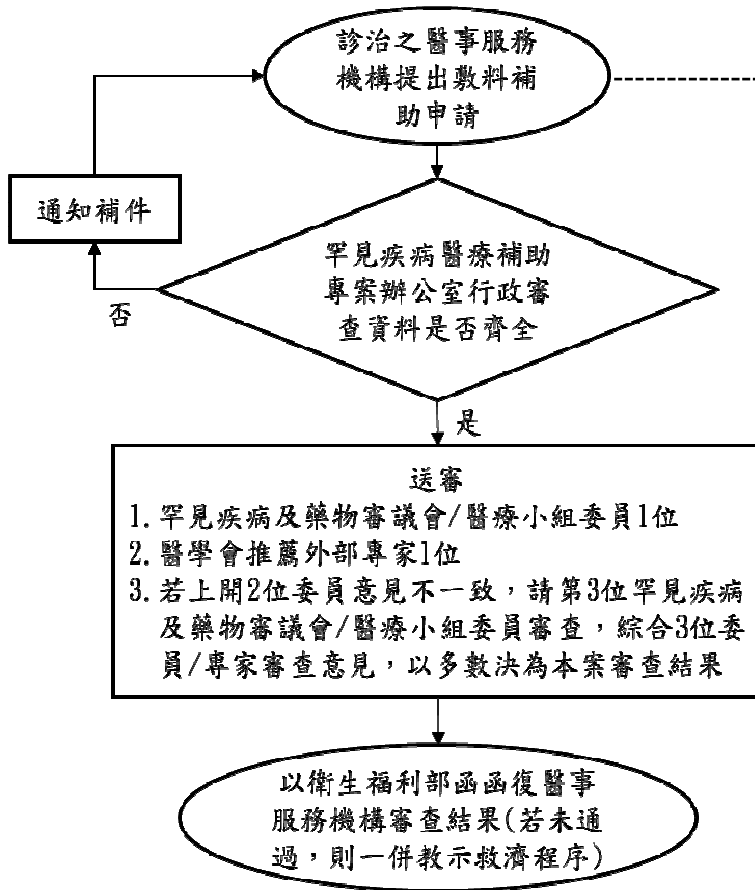 診治之醫事服務
機構提出敷料補
助申請
通知補件
罕見疾病醫療補助
專案辦公室行政審
查資料是否齊全
否
是
送審
1. 罕見疾病及藥物審議會/醫療小組委員1位
2. 醫學會推薦外部專家1位
3. 若上開2位委員意見不一致，請第3位罕見疾病
及藥物審議會/醫療小組委員審查，綜合3位委
員/專家審查意見，以多數決為本案審查結果
以衛生福利部函函復醫事
服務機構審查結果(若未通
過，則一併教示救濟程序)